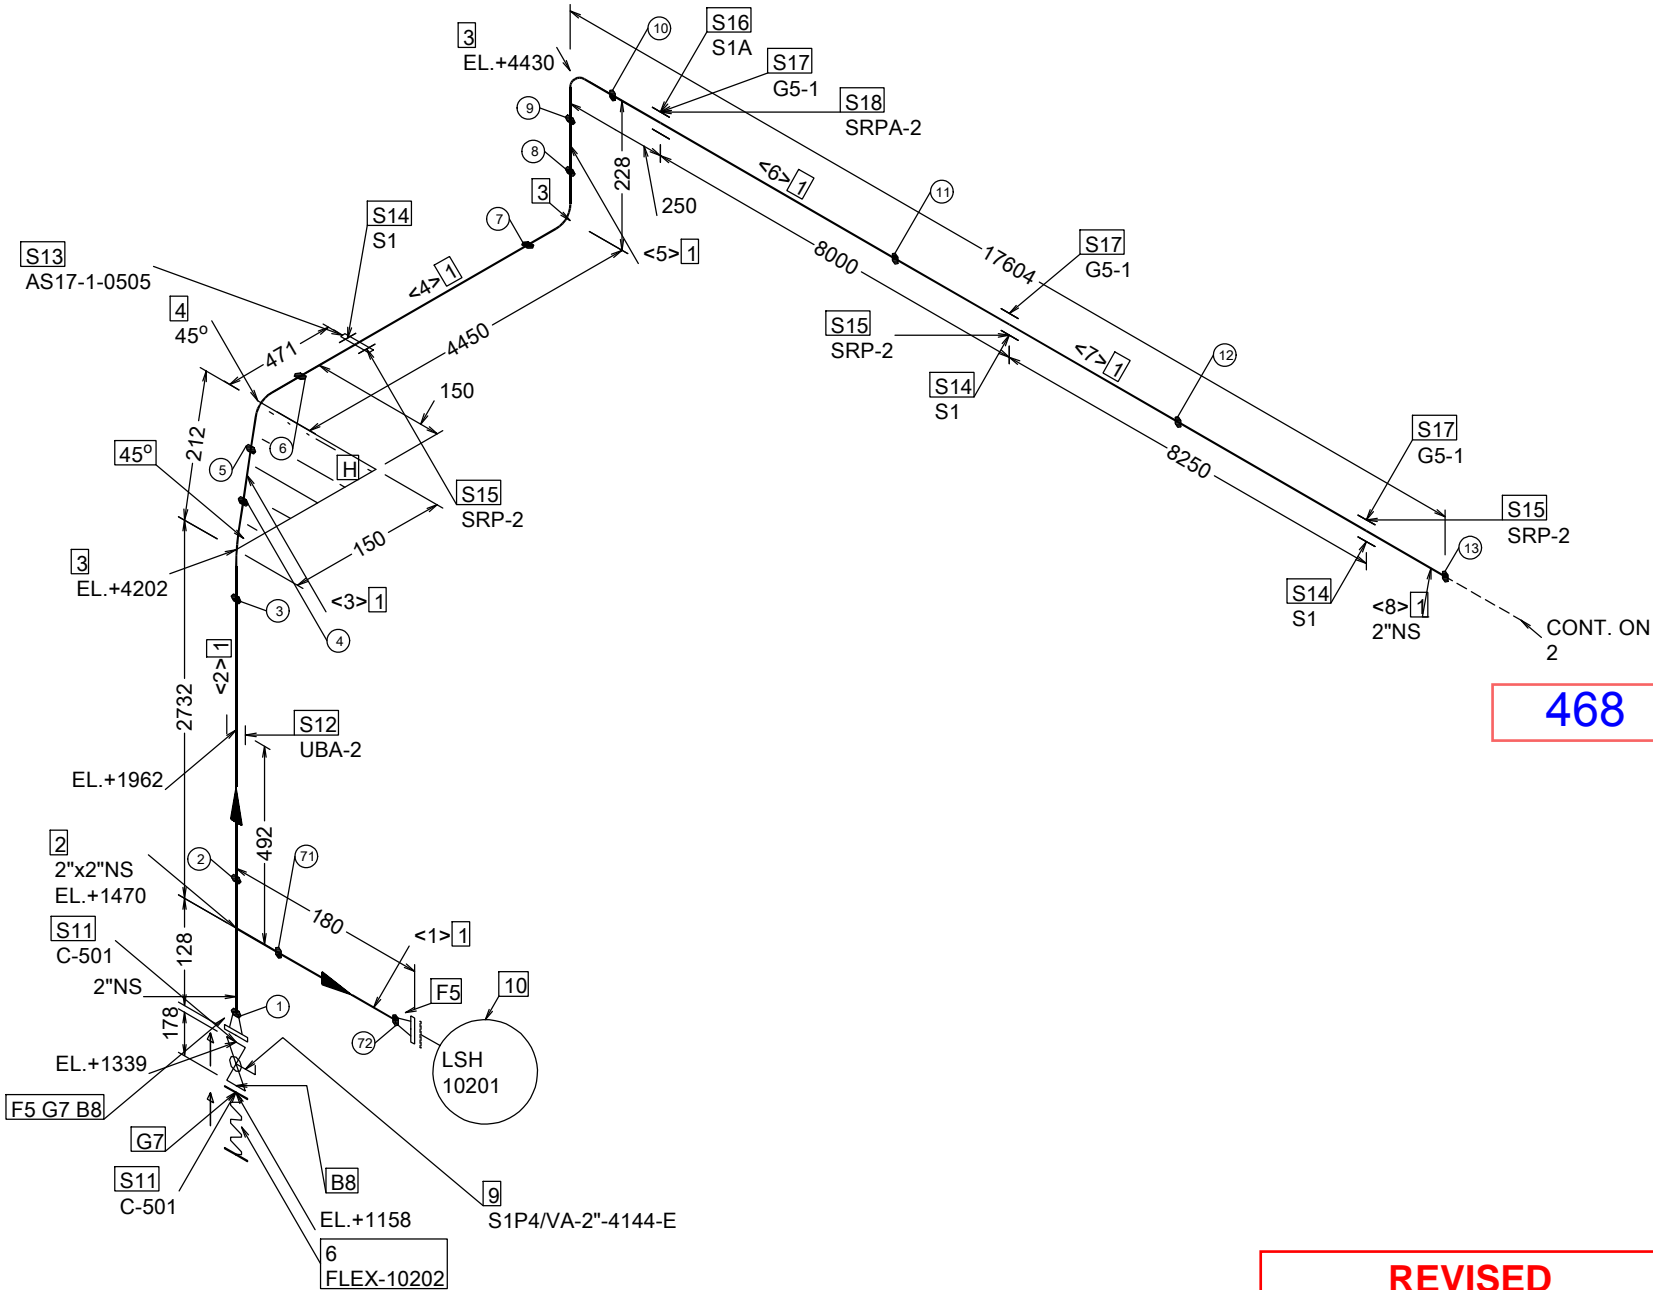 3
EL.+4430
10
S16
S1A
S17
G5-1
S18
SRPA-2
9
8
228
<6> 1
11
3
250
S14
S1
7
S13
AS17-1-0505
<5> 1
8000
17604
S17
G5-1
<4> 1
4
45°
471
4450
S15
SRP-2
<7> 1
12
150
S14
S1
212
45°
5
6
H
S17
G5-1
8250
S15
SRP-2
S15
SRP-2
150
3
EL.+4202
13
3
<3> 1
4
S14
S1
<8> 1
2"NS
CONT. ON
2
<2> 1
2732
468
S12
UBA-2
EL.+1962
492
2
2"x2"NS
EL.+1470
2
71
180
S11
C-501
128
<1> 1
2"NS
1
F5
10
178
72
EL.+1339
LSH
10201
F5 G7 B8
G7
S11
C-501
B8
9
S1P4/VA-2"-4144-E
EL.+1158
6
FLEX-10202
REVISED